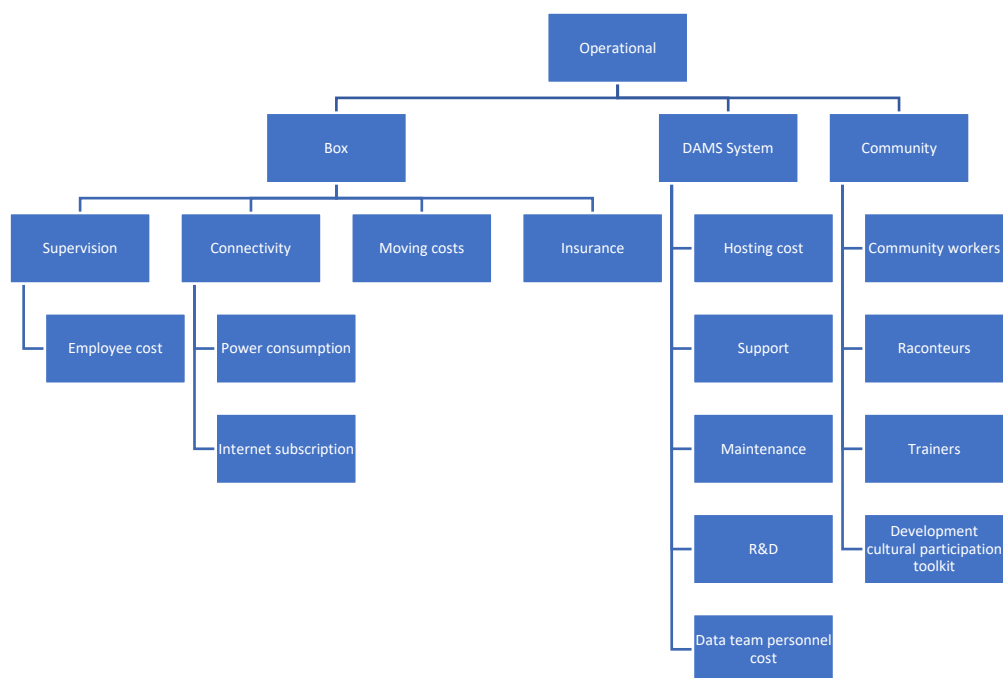 Operational
Box
DAMS System
Community
Supervision
Connectivity
Moving costs
Insurance
Hosting cost
Community workers
Employee cost
Power consumption
Support
Raconteurs
Internet subscription
Maintenance
Trainers
R&D
Development
cultural participation
toolkit
Data team personnel
cost